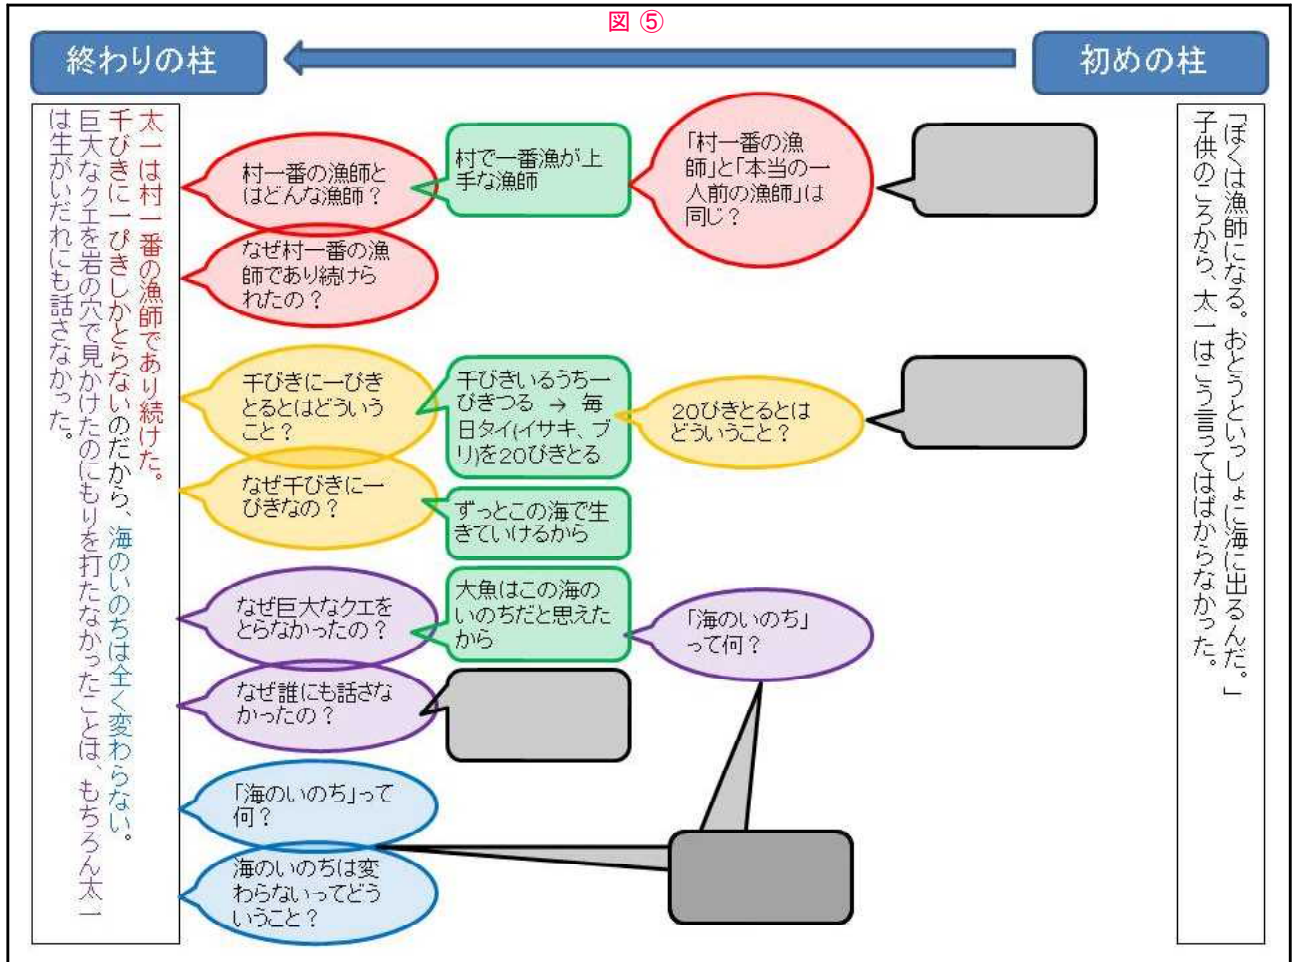 図 ⑤
初めの柱
終わりの柱
「ぼくは漁師になる。おとうといっしょに海に出るんだ。」
子供のころから、太一はこう言ってはばからなかった。
「村一番の漁
師」と「本当の一
人前の漁師」は
同じ？
村で一番漁が上
手な漁師
村一番の漁師と
はどんな漁師？
なぜ村一番の漁
師であり続けら
れたの？
20ぴきとるとは
どういうこと？
千びきいるうち一
ぴきつる → 毎
日タイ(イサキ、ブ
リ)を20ぴきとる
千びきに一ぴき
とるとはどういう
こと？
ずっとこの海で生
きていけるから
なぜ千びきに一
ぴきなの？
「海のいのち」
って何？
大魚はこの海の
いのちだと思えた
から
なぜ巨大なクエを
とらなかったの？
なぜ誰にも話さな
かったの？
「海のいのち」って
何？
海のいのちは変
わらないってどう
いうこと？
太一は村一番の漁師であり続けた。
千びきに一ぴきしかとらないのだから、海のいのちは全く変わらない。
巨大なクエを岩の穴で見かけたのにもりを打たなかったことは、もちろん太一
は生がいだれにも話さなかった。